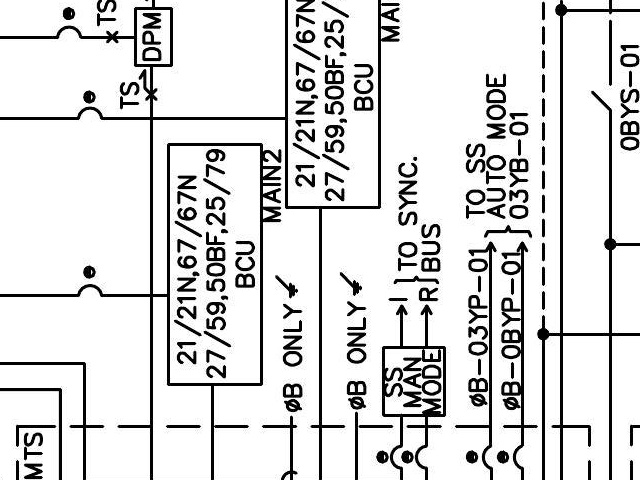 TS
DPM
TS
21/21N,67/67N
27/59,50BF,25/79
BCU
MAIN2
21/21N,67/67N
27/59,50BF,25/
BCU
øB ONLY
øB ONLY
I
R
TO SYNC.
BUS
SS
MAN
MODE
TO SS
AUTO MODE
03YB-01
øB-03YP-01
øB-0BYP-01
0BYS-01
MTS